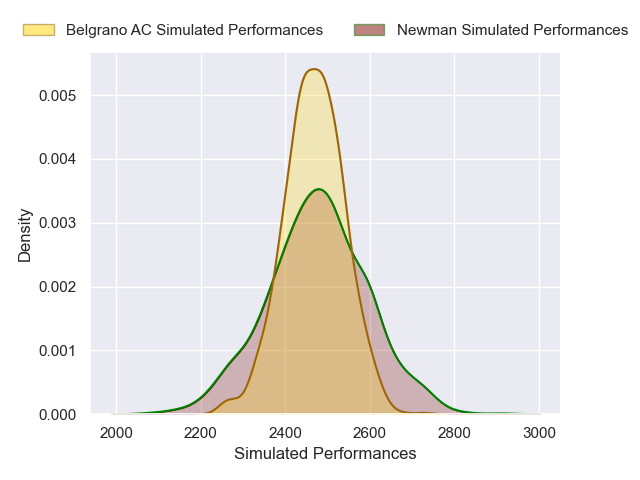 Belgrano AC Simulated Performances Newman Simulated Performances
0.005
0.004
0.003
0.002
0.001
0.000
Density
2000 2200 2400 2600 2800 3000
Simulated Performances